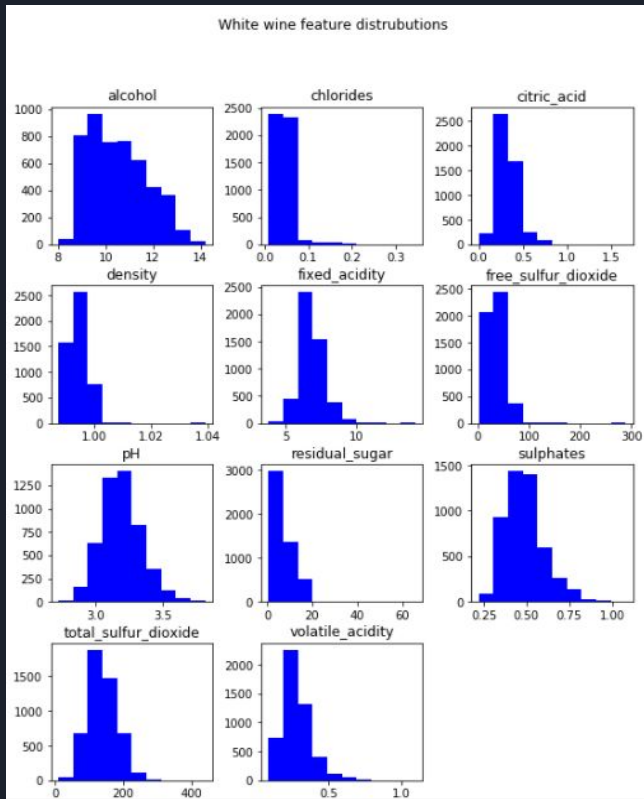 White wine feature distrubutions
alcohol chlorides citric_acid
1000 2500 2500
800 2000 2000
600 1500 1500
400 1000 1000
200 500 500
0 0 0
8 10 12 14 0.0 0.1 0.2 0.3 0.0 0.5 1.0 1.5
density fixed_acidity free_sulfur_dioxide
2500 2500 2500
2000 2000 2000
1500 1500 1500
1000 1000 1000
500 500 500
0 0 0
1.00 1.02 1.04 5 10 0 100 200 300
pH residual_sugar sulphates
1250 3000 1500
1000 2000 1000
750 1000 500
500 0 0
250
0
3.0 3.5 0 20 40 60 0.25 0.50 0.75 1.00
total_sulfur_dioxide volatile_acidity
1500 2000
1000 1500
500 1000
0 500
0
0 200 400 0.5 1.0